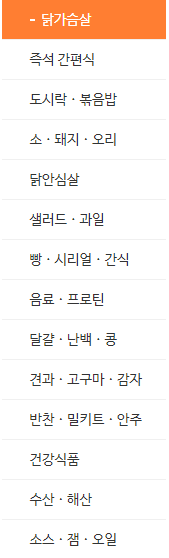 - 닭가슴살
즉석 간편식
도시락 · 볶음밥
소 · 돼지 · 오리
닭안심살
샐러드 · 과일
빵 · 시리얼 · 간식
음료 · 프로틴
달걀 · 난백 · 콩
견과 · 고구마 · 감자
반찬 · 밀키트 · 안주
건강식품
수산 · 해산
소스 · 잼 · 오일